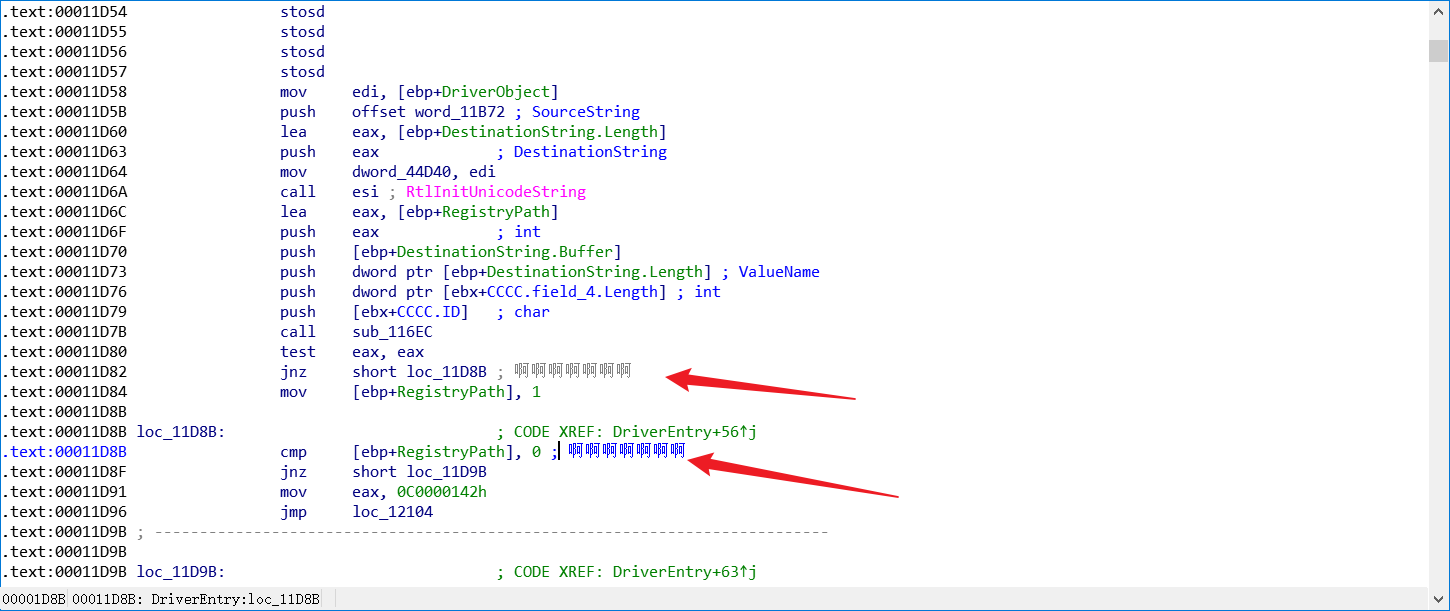 .text:00011D54 stosd
.text:00011D55 stosd
.text:00011D56 stosd
.text:00011D57 stosd
.text:00011D58 mov edi, [ebp+DriverObject]
.text:00011D5B push offset word_11B72 ; SourceString
.text:00011D60 lea eax, [ebp+DestinationString.Length]
.text:00011D63 push eax ; DestinationString
.text:00011D64 mov dword_44D40, edi
.text:00011D6A call esi ; RtlInitUnicodeString
.text:00011D6C lea eax, [ebp+RegistryPath]
.text:00011D6F push eax ; int
.text:00011D70 push [ebp+DestinationString.Buffer]
.text:00011D73 push dword ptr [ebp+DestinationString.Length] ; ValueName
.text:00011D76 push dword ptr [ebx+CCCC.field_4.Length] ; int
.text:00011D79 push [ebx+CCCC.ID] ; char
.text:00011D7B call sub_116EC
.text:00011D80 test eax, eax
.text:00011D82 jnz short loc_11D8B ; 啊啊啊啊啊啊啊
.text:00011D84 mov [ebp+RegistryPath], 1
.text:00011D8B
.text:00011D8B loc_11D8B: ; CODE XREF: DriverEntry+56↑j
.text:00011D8B cmp [ebp+RegistryPath], 0 ; 啊啊啊啊啊啊啊
.text:00011D8F jnz short loc_11D9B
.text:00011D91 mov eax, 0C0000142h
.text:00011D96 jmp loc_12104
.text:00011D9B ; ---------------------------------------------------------------------------
.text:00011D9B
.text:00011D9B loc_11D9B: ; CODE XREF: DriverEntry+63↑j
00001D8B 00011D8B: DriverEntry:loc_11D8B